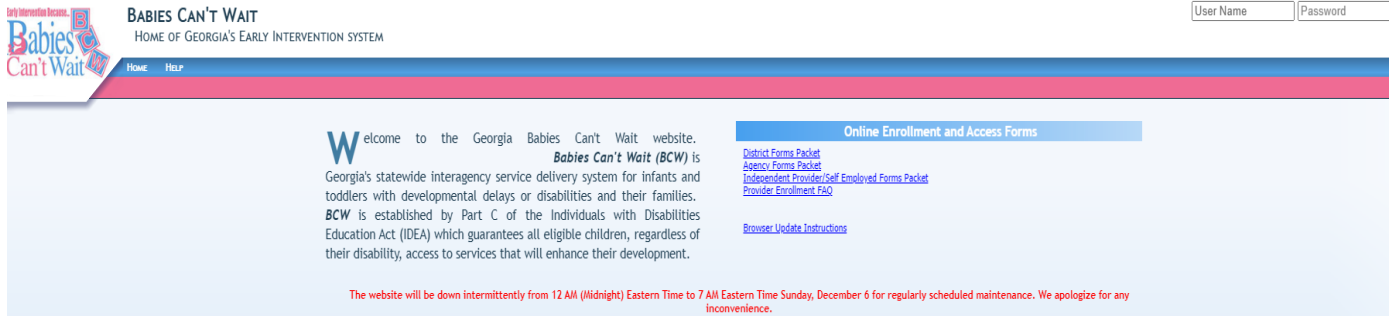 Early Intervention Because...
Babies
Can't Wait
B
C
W
BABIES CAN'T WAIT
HOME OF GEORGIA'S EARLY INTERVENTION SYSTEM
User Name
Password
HOME HELP
Welcome to the Georgia Babies Can't Wait website.
Babies Can't Wait (BCW) is
Georgia's statewide interagency service delivery system for infants and
toddlers with developmental delays or disabilities and their families.
BCW is established by Part C of the Individuals with Disabilities
Education Act (IDEA) which guarantees all eligible children, regardless of
their disability, access to services that will enhance their development.
Online Enrollment and Access Forms
District Forms Packet
Agency Forms Packet
Independent Provider/Self Employed Forms Packet
Provider Enrollment FAQ
Browser Update Instructions
The website will be down intermittently from 12 AM (Midnight) Eastern Time to 7 AM Eastern Time Sunday, December 6 for regularly scheduled maintenance. We apologize for any
inconvenience.